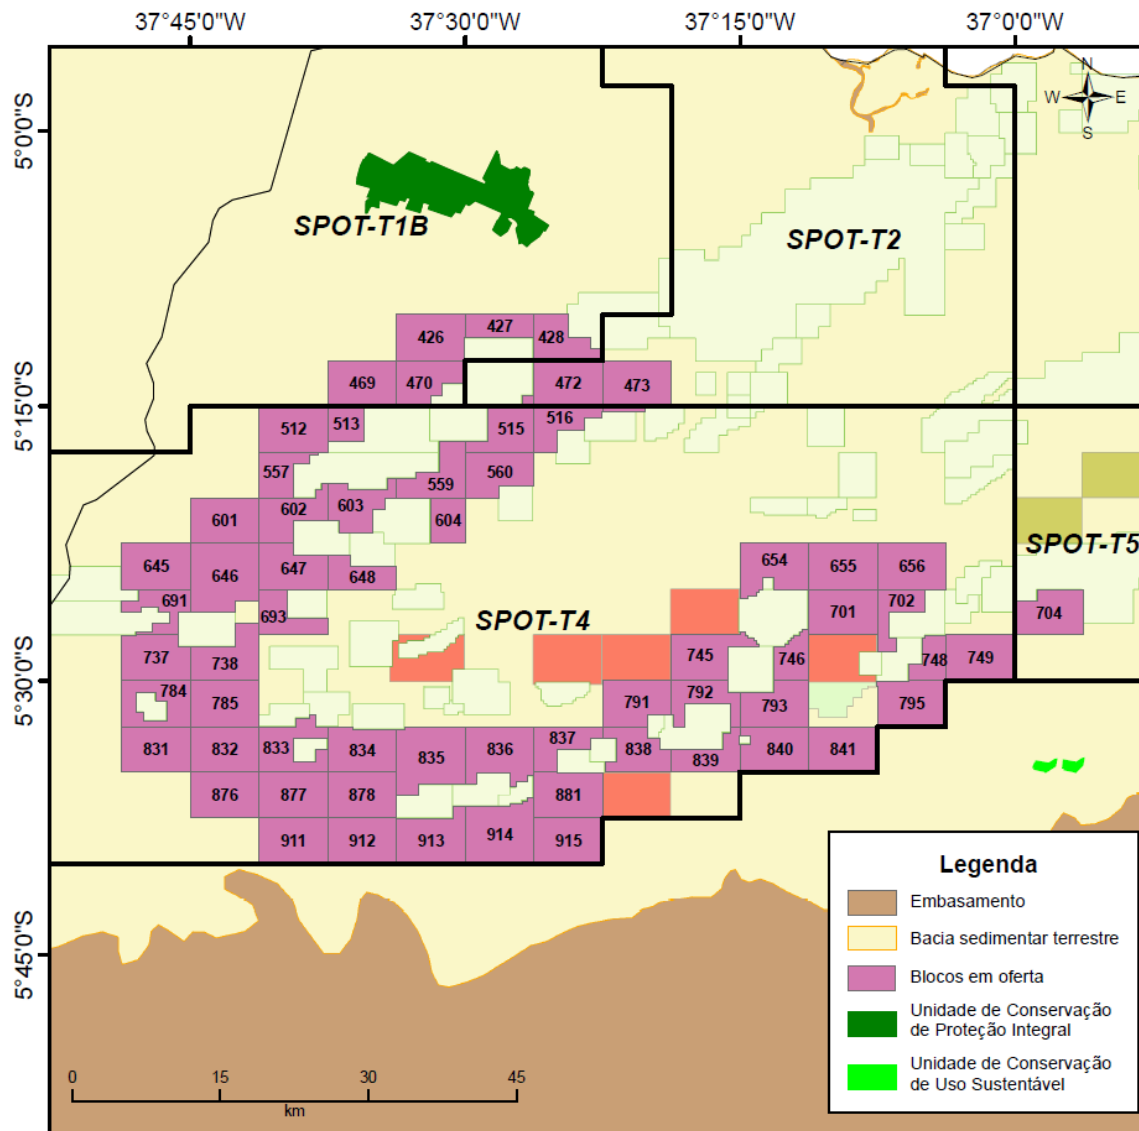 37°45'0"W 37°30'0"W 37°15'0"W 37°0'0"W
N
W E
S
5°0'0"S
SPOT-T1B
SPOT-T2
426 427 428
469 470 472 473
5°15'0"S
512 513 515 516
557 559 560
601 602 603 604
SPOT-T5
645 646 647 648 654 655 656
691 693 701 702 704
SPOT-T4
737 738 745 746 748 749
5°30'0"S
784 785 791 792 793 795
831 832 833 834 835 836 837 838 839 840 841
876 877 878 881
911 912 913 914 915
Legenda
Embasamento
Bacia sedimentar terrestre
Blocos em oferta
Unidade de Conservação
de Proteção Integral
Unidade de Conservação
de Uso Sustentável
5°45'0"S
0 15 30 45
km